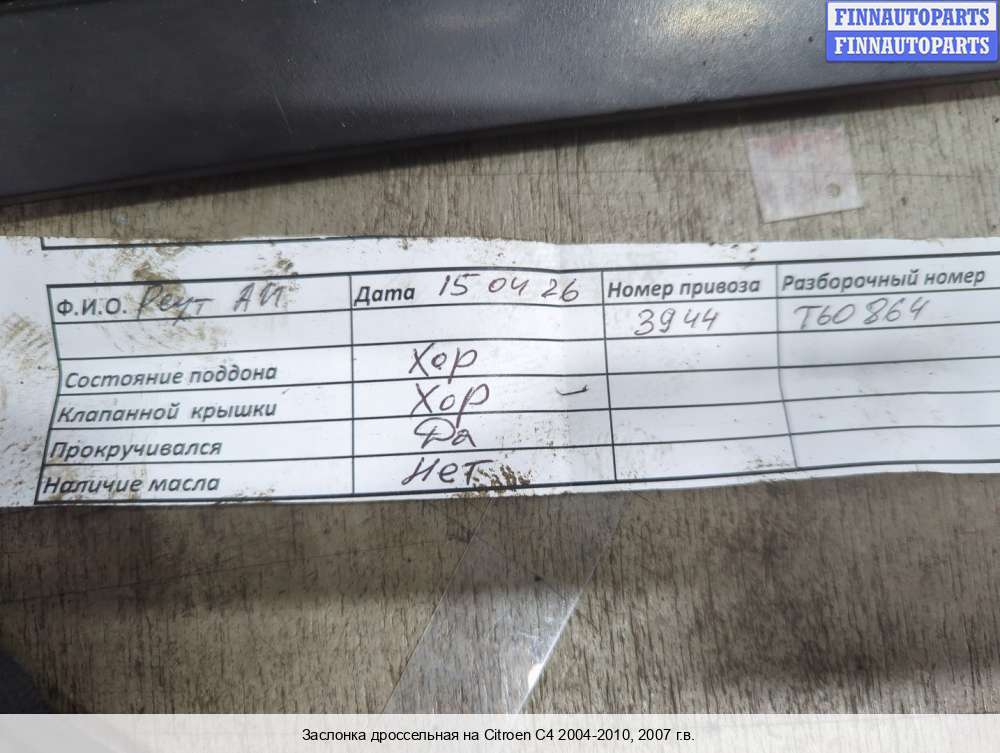 FINNAUTOPARTS
FINNAUTOPARTS
Ф.И.О. Реут А И Дата 15 04 26 Номер привоза Разборочный номер
3944 T60864
Состояние поддона Хор
Клапанной крышки Хор
Прокручивался Да
Наличие масла Нет
Заслонка дроссельная на Citroen C4 2004-2010, 2007 г.в.